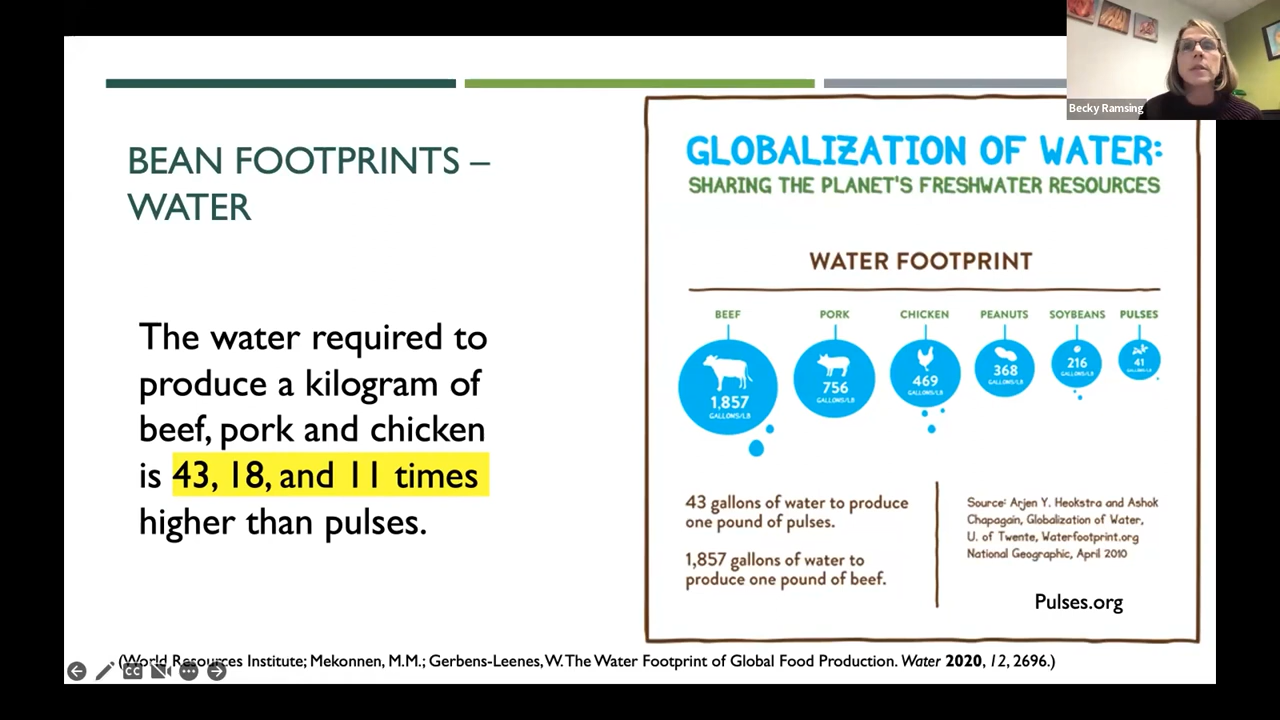 Becky Ramsing
BEAN FOOTPRINTS –
WATER
The water required to
produce a kilogram of
beef, pork and chicken
is 43, 18, and 11 times
higher than pulses.
GLOBALIZATION OF WATER:
SHARING THE PLANET'S FRESHWATER RESOURCES
WATER FOOTPRINT
BEEF PORK CHICKEN PEANUTS SOYBEANS PULSES
1,857 756 469 368 216 41
GALLONS/LB GALLONS/LB GALLONS/LB GALLONS/LB GALLONS/LB GALLONS/LB
43 gallons of water to produce
one pound of pulses.
1,857 gallons of water to
produce one pound of beef.
Source: Arjen Y. Heokstra and Ashok
Chapagain, Globalization of Water,
U. of Twente, Waterfootprint.org
National Geographic, April 2010
Pulses.org
(World Resources Institute; Mekonnen, M.M.; Gerbens-Leenes, W. The Water Footprint of Global Food Production. Water 2020, 12, 2696.)
CC